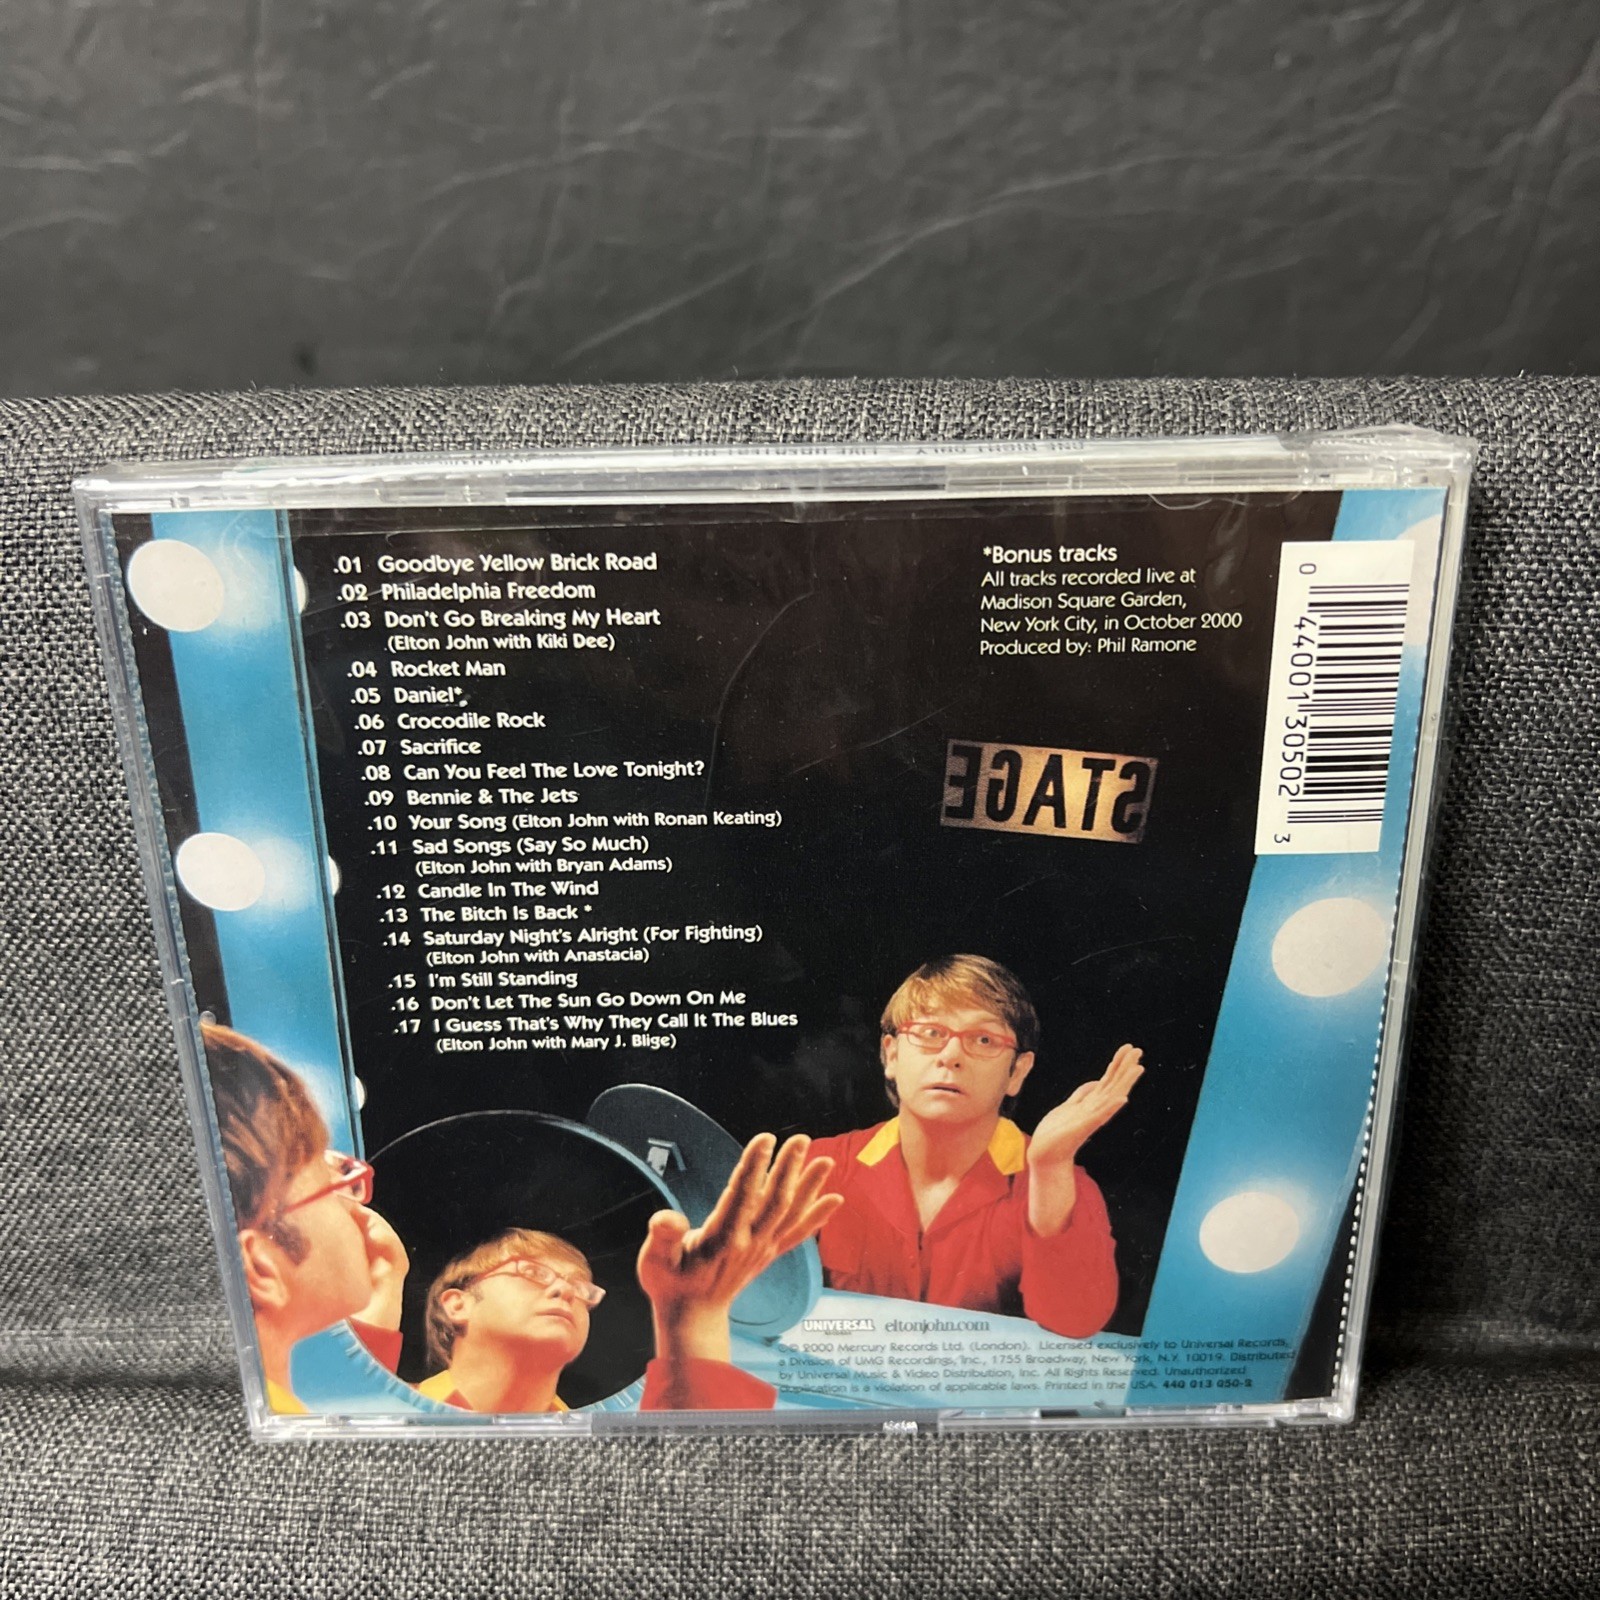 .01 Goodbye Yellow Brick Road
.02 Philadelphia Freedom
.03 Don't Go Breaking My Heart
(Elton John with Kiki Dee)
.04 Rocket Man
.05 Daniel*
.06 Crocodile Rock
.07 Sacrifice
.08 Can You Feel The Love Tonight?
.09 Bennie & The Jets
.10 Your Song (Elton John with Ronan Keating)
.11 Sad Songs (Say So Much)
(Elton John with Bryan Adams)
.12 Candle In The Wind
.13 The Bitch Is Back *
.14 Saturday Night's Alright (For Fighting)
(Elton John with Anastacia)
.15 I'm Still Standing
.16 Don't Let The Sun Go Down On Me
.17 I Guess That's Why They Call It The Blues
(Elton John with Mary J. Blige)
*Bonus tracks
All tracks recorded live at
Madison Square Garden,
New York City, in October 2000
Produced by: Phil Ramone
0 44001 30502 3
STAGE
UNIVERSAL eltonjohn.com
℗© 2000 Mercury Records Ltd. (London). Licensed exclusively to Universal Records,
a Division of UMG Recordings, Inc., 1755 Broadway, New York, N.Y. 10019. Distributed
by Universal Music & Video Distribution, Inc. All Rights Reserved. Unauthorized
duplication is a violation of applicable laws. Printed in the USA. 440 013 050-2